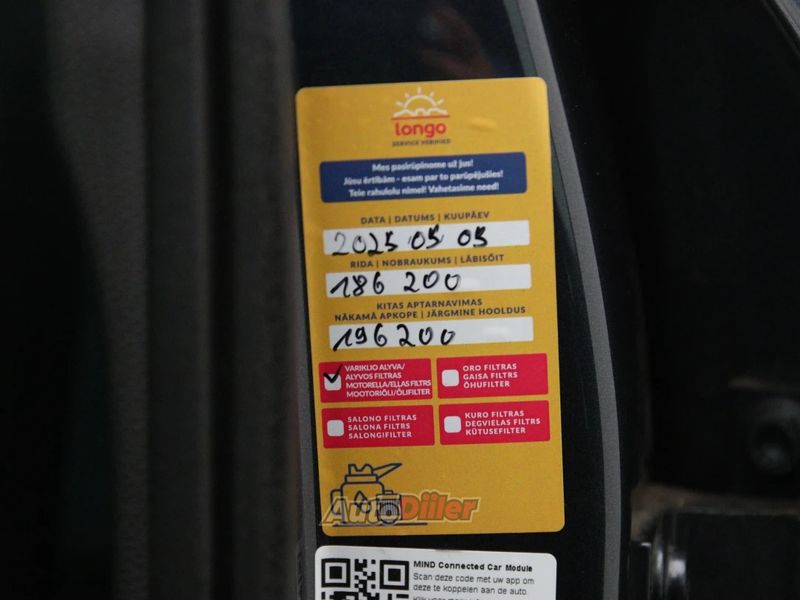 longo
SERVICE VERIFIED
Mes pasirūpinome už jus!
Jūsu ērtībām - esam par to parūpējušies!
Teie rahulolu nimel! Vahetasime need!
DATA | DATUMS | KUUPÄEV
2025 05 05
RIDA | NOBRAUKUMS | LÄBISÕIT
186 200
KITAS APTARNAVIMAS
NĀKAMĀ APKOPE | JÄRGMINE HOOLDUS
196200
VARIKLIO ALYVA/
ALYVOS FILTRAS
MOTOREĻĻA/EĻĻAS FILTRS
MOOTORIÕLI/ÕLIFILTER
ORO FILTRAS
GAISA FILTRS
ÕHUFILTER
SALONO FILTRAS
SALONA FILTRS
SALONGIFILTER
KURO FILTRAS
DEGVIELAS FILTRS
KÜTUSEFILTER
AutoDiiler
MIND Connected Car Module
Scan deze code met uw app om
deze te koppelen aan de auto.